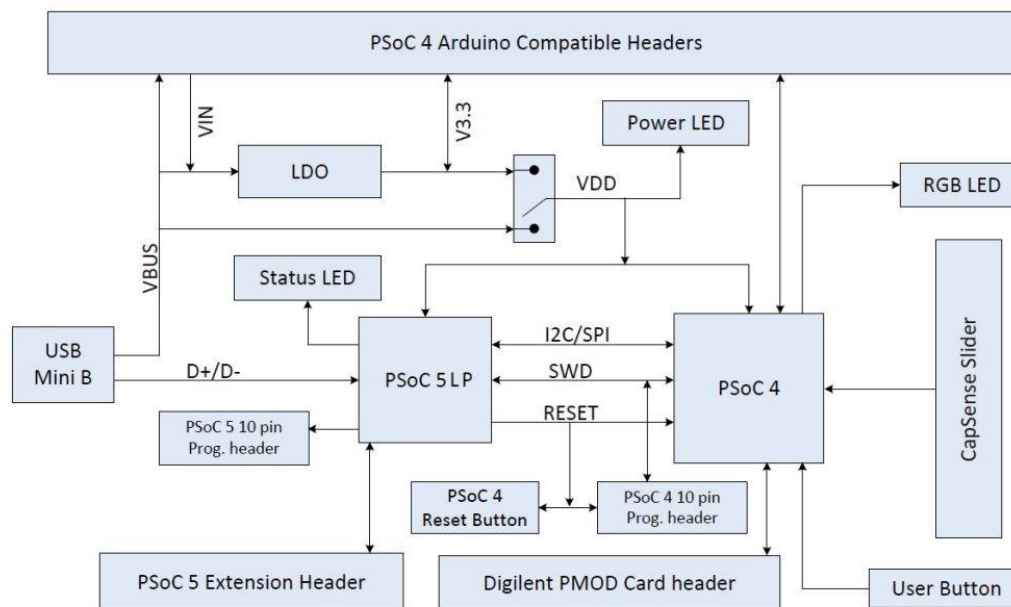 PSoC 4 Arduino Compatible Headers
VIN
V3.3
Power LED
LDO
VDD
RGB LED
VBUS
Status LED
CapSense Slider
USB
Mini B
D+/D-
PSoC 5LP
I2C/SPI
SWD
RESET
PSoC 4
PSoC 5 10 pin
Prog. header
PSoC 4
Reset Button
PSoC 4 10 pin
Prog. header
PSoC 5 Extension Header
Digilent PMOD Card header
User Button